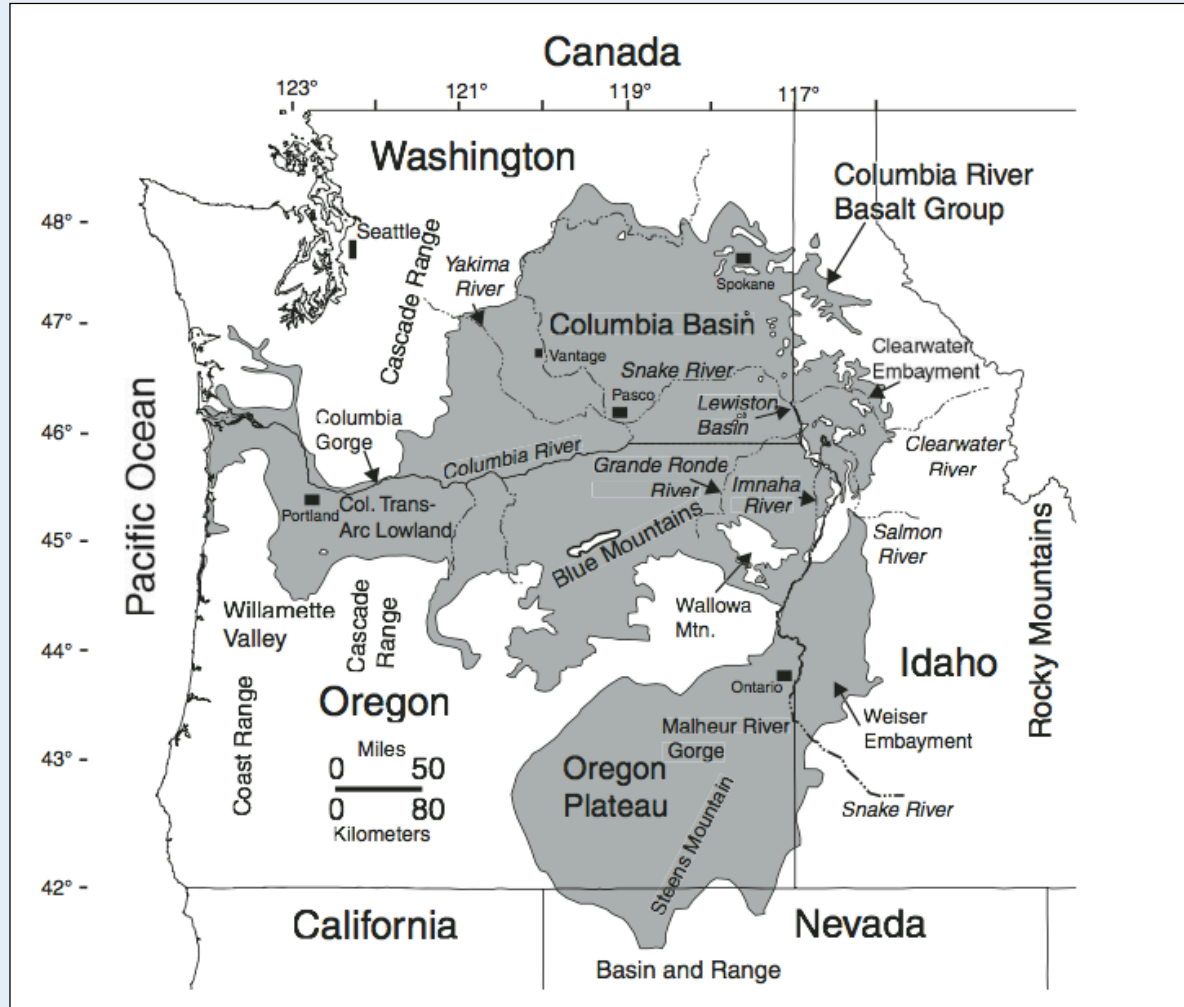 Canada
123°
121°
119°
117°
Washington
Columbia River
Basalt Group
48° -
Seattle
Cascade Range
Yakima
River
Spokane
47° -
Columbia Basin
Clearwater
Embayment
Vantage
Snake River
Pasco
Lewiston
Basin
Columbia
Gorge
46° -
Clearwater
River
Columbia River
Grande Ronde
River
Imnaha
River
Pacific Ocean
Portland
Col. Trans-
Arc Lowland
Blue Mountains
Salmon
River
45° -
Rocky Mountains
Willamette
Valley
Cascade
Range
Wallowa
Mtn.
44° -
Idaho
Oregon
Ontario
Coast Range
Malheur River
Gorge
Weiser
Embayment
43° -
Miles
0 50
0 80
Kilometers
Oregon
Plateau
Steens Mountain
Snake River
42° -
California
Nevada
Basin and Range